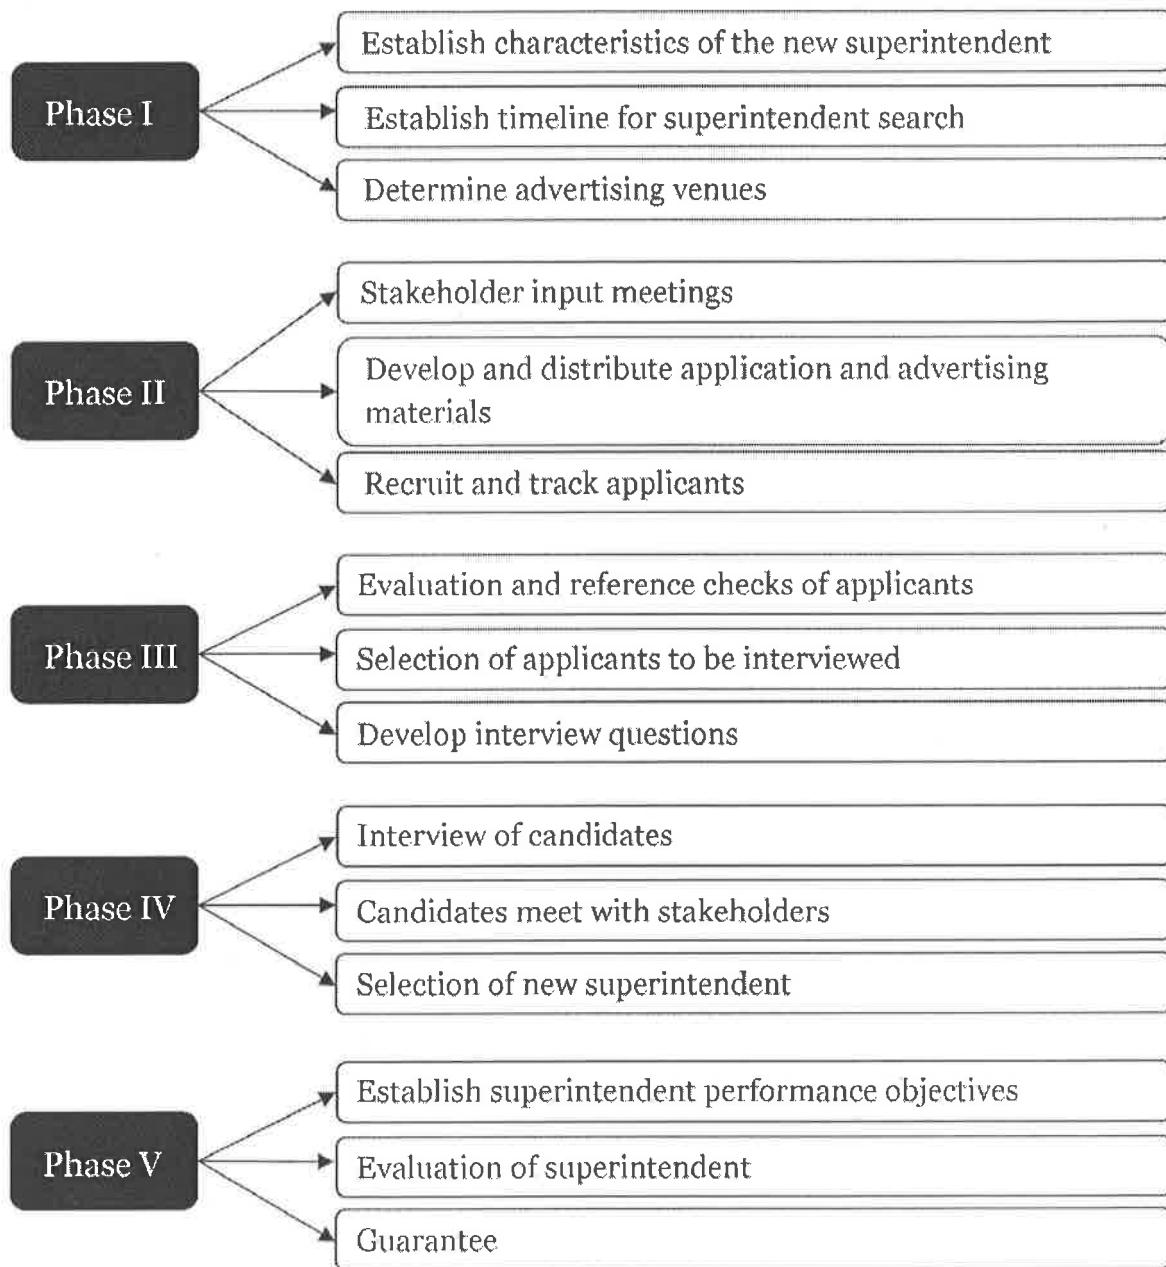 Phase I
Establish characteristics of the new superintendent
Establish timeline for superintendent search
Determine advertising venues
Phase II
Stakeholder input meetings
Develop and distribute application and advertising
materials
Recruit and track applicants
Phase III
Evaluation and reference checks of applicants
Selection of applicants to be interviewed
Develop interview questions
Phase IV
Interview of candidates
Candidates meet with stakeholders
Selection of new superintendent
Phase V
Establish superintendent performance objectives
Evaluation of superintendent
Guarantee